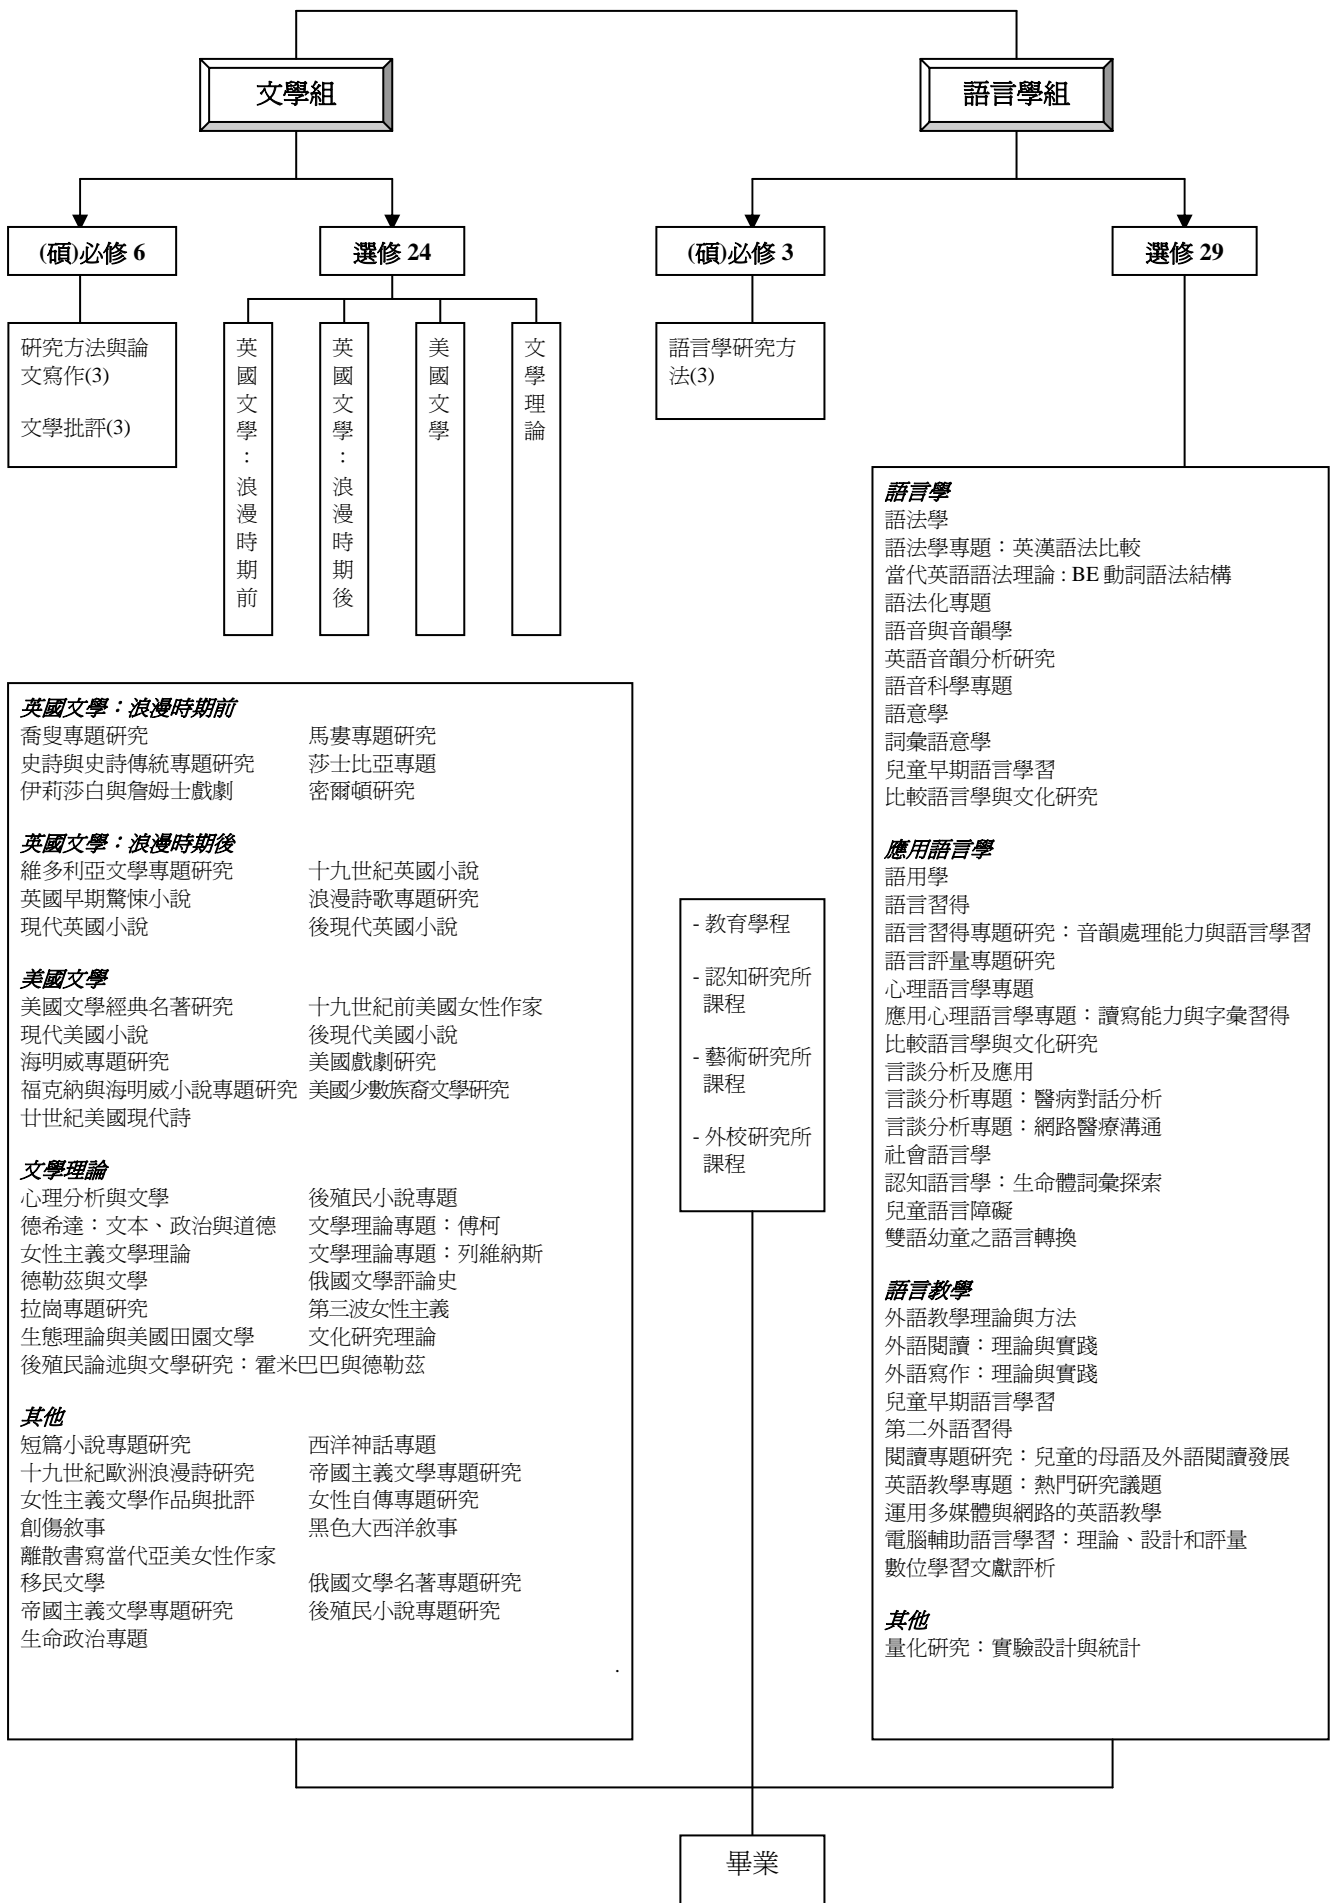 文學組
語言學組
(碩)必修 6
選修 24
(碩)必修 3
選修 29
研究方法與論
文寫作(3)
文學批評(3)
英國文學：浪漫時期前
英國文學：浪漫時期後
美國文學
文學理論
語言學研究方
法(3)
英國文學：浪漫時期前
喬叟專題研究 馬婁專題研究
史詩與史詩傳統專題研究 莎士比亞專題
伊莉莎白與詹姆士戲劇 密爾頓研究
英國文學：浪漫時期後
維多利亞文學專題研究 十九世紀英國小說
英國早期驚悚小說 浪漫詩歌專題研究
現代英國小說 後現代英國小說
美國文學
美國文學經典名著研究 十九世紀前美國女性作家
現代美國小說 後現代美國小說
海明威專題研究 美國戲劇研究
福克納與海明威小說專題研究 美國少數族裔文學研究
廿世紀美國現代詩
文學理論
心理分析與文學 後殖民小說專題
德希達：文本、政治與道德 文學理論專題：傅柯
女性主義文學理論 文學理論專題：列維納斯
德勒茲與文學 俄國文學評論史
拉崗專題研究 第三波女性主義
生態理論與美國田園文學 文化研究理論
後殖民論述與文學研究：霍米巴巴與德勒茲
其他
短篇小說專題研究 西洋神話專題
十九世紀歐洲浪漫詩研究 帝國主義文學專題研究
女性主義文學作品與批評 女性自傳專題研究
創傷敘事 黑色大西洋敘事
離散書寫當代亞美女性作家
移民文學 俄國文學名著專題研究
帝國主義文學專題研究 後殖民小說專題研究
生命政治專題
.
- 教育學程
- 認知研究所
課程
- 藝術研究所
課程
- 外校研究所
課程
語言學
語法學
語法學專題：英漢語法比較
當代英語語法理論 : BE 動詞語法結構
語法化專題
語音與音韻學
英語音韻分析研究
語音科學專題
語意學
詞彙語意學
兒童早期語言學習
比較語言學與文化研究
應用語言學
語用學
語言習得
語言習得專題研究：音韻處理能力與語言學習
語言評量專題研究
心理語言學專題
應用心理語言學專題：讀寫能力與字彙習得
比較語言學與文化研究
言談分析及應用
言談分析專題：醫病對話分析
言談分析專題：網路醫療溝通
社會語言學
認知語言學：生命體詞彙探索
兒童語言障礙
雙語幼童之語言轉換
語言教學
外語教學理論與方法
外語閱讀：理論與實踐
外語寫作：理論與實踐
兒童早期語言學習
第二外語習得
閱讀專題研究：兒童的母語及外語閱讀發展
英語教學專題：熱門研究議題
運用多媒體與網路的英語教學
電腦輔助語言學習：理論、設計和評量
數位學習文獻評析
其他
量化研究：實驗設計與統計
畢業